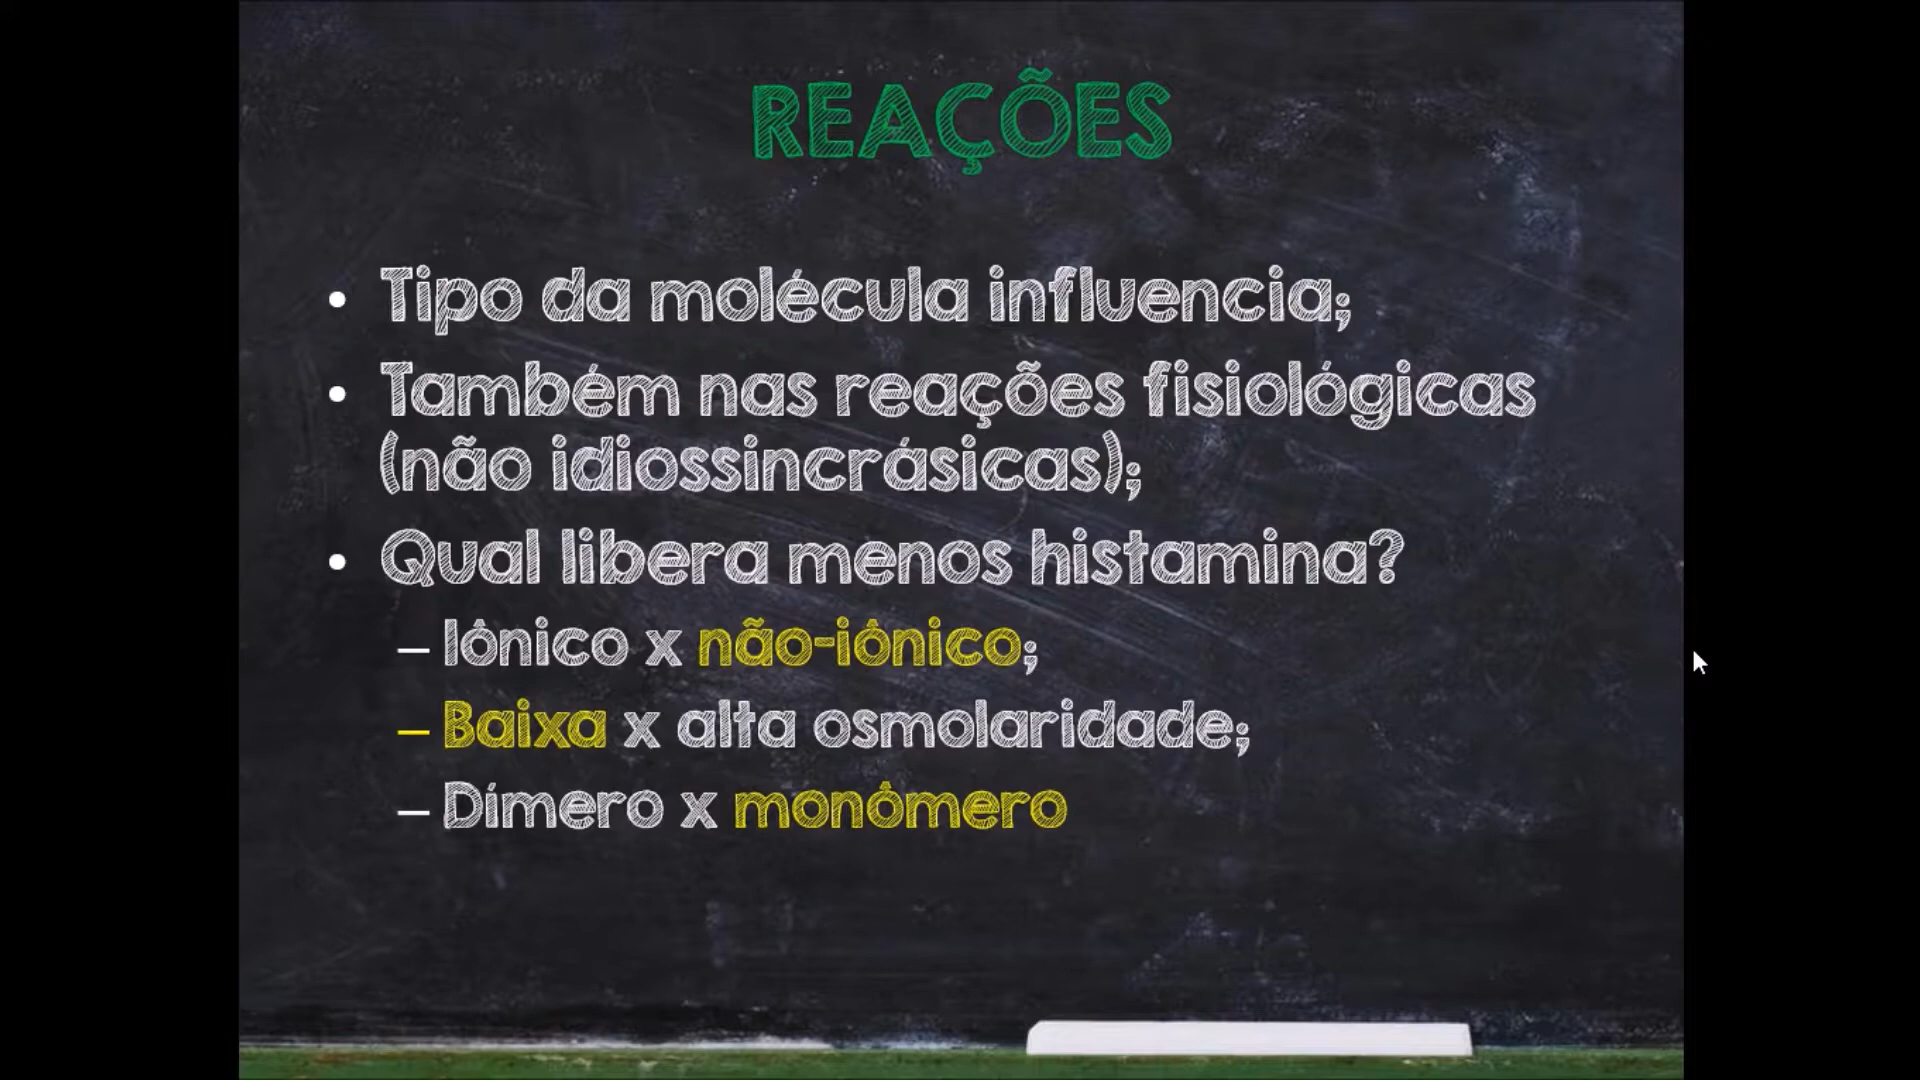 REAÇÕES
• Tipo da molécula influencia;
• Também nas reações fisiológicas
(não idiossincrásicas);
• Qual libera menos histamina?
– Iônico x não-iônico;
– Baixa x alta osmolaridade;
– Dímero x monômero